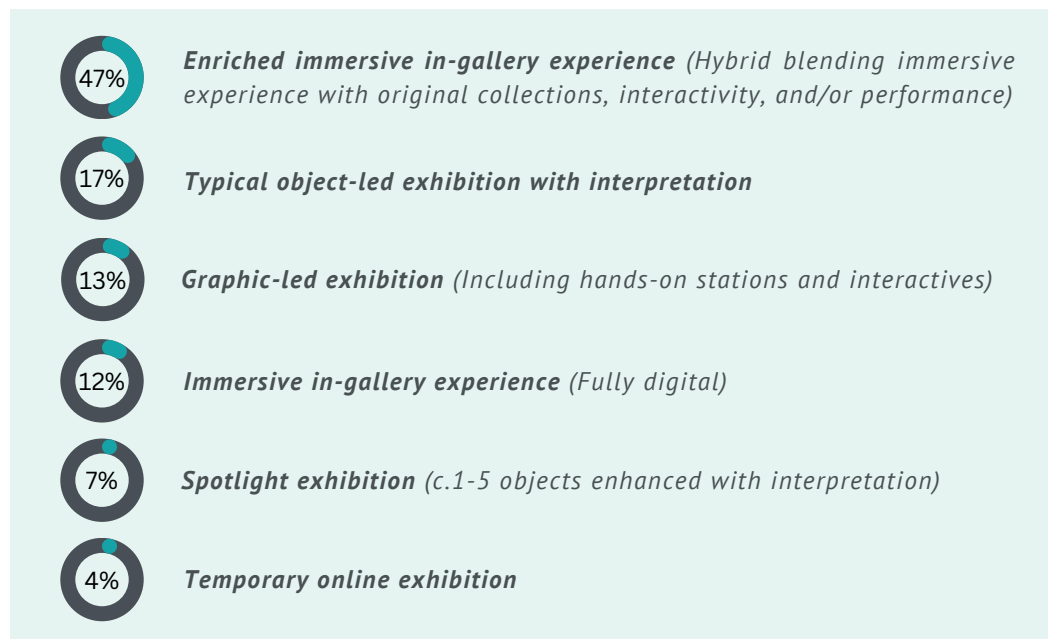 47%
Enriched immersive in-gallery experience (Hybrid blending immersive
experience with original collections, interactivity, and/or performance)
17%
Typical object-led exhibition with interpretation
13%
Graphic-led exhibition (Including hands-on stations and interactives)
12%
Immersive in-gallery experience (Fully digital)
7%
Spotlight exhibition (c.1-5 objects enhanced with interpretation)
4%
Temporary online exhibition